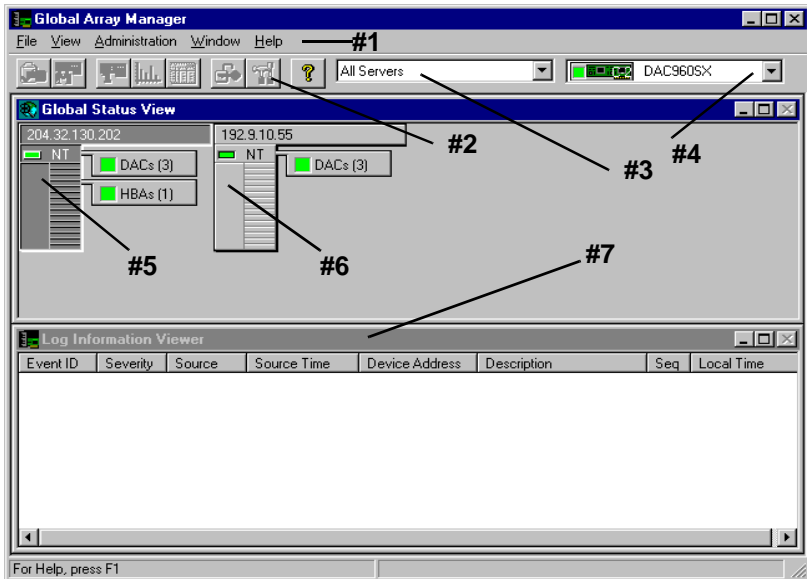 Global Array Manager
File View Administration Window Help #1
? All Servers DAC960SX
Global Status View
204.32.130.202 192.9.10.55
#2
#3
#4
NT DACs (3) NT DACs (3)
HBAs (1)
#5
#6
#7
Log Information Viewer
Event ID Severity Source Source Time Device Address Description Seq Local Time
For Help, press F1